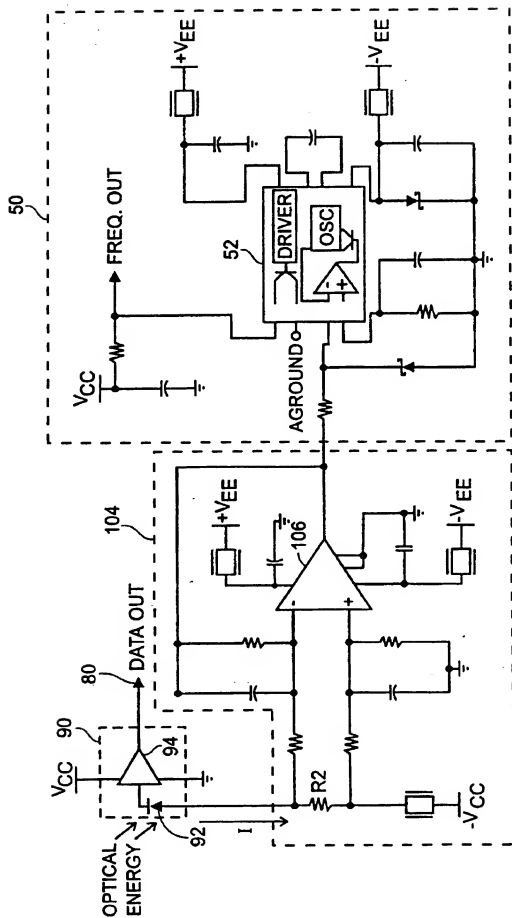 50
VCC
FREQ. OUT
+VEE
52
DRIVER
OSC
-
+
AGROUND
-VEE
104
+VEE
106
-
+
-VEE
80
DATA OUT
90
VCC
94
OPTICAL
ENERGY
92
I
R2
-VCC